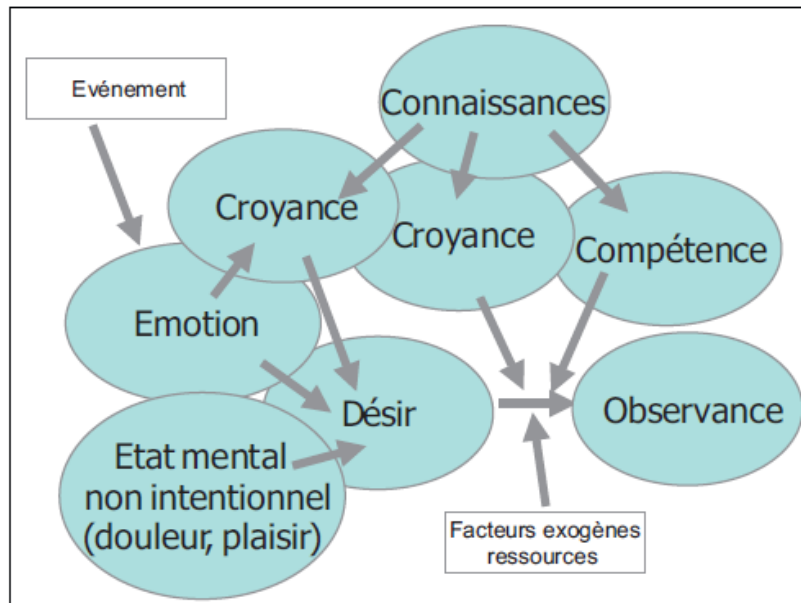 Evénement
Connaissances
Croyance
Croyance
Compétence
Emotion
Désir
Observance
Etat mental
non intentionnel
(douleur, plaisir)
Facteurs exogènes
ressources